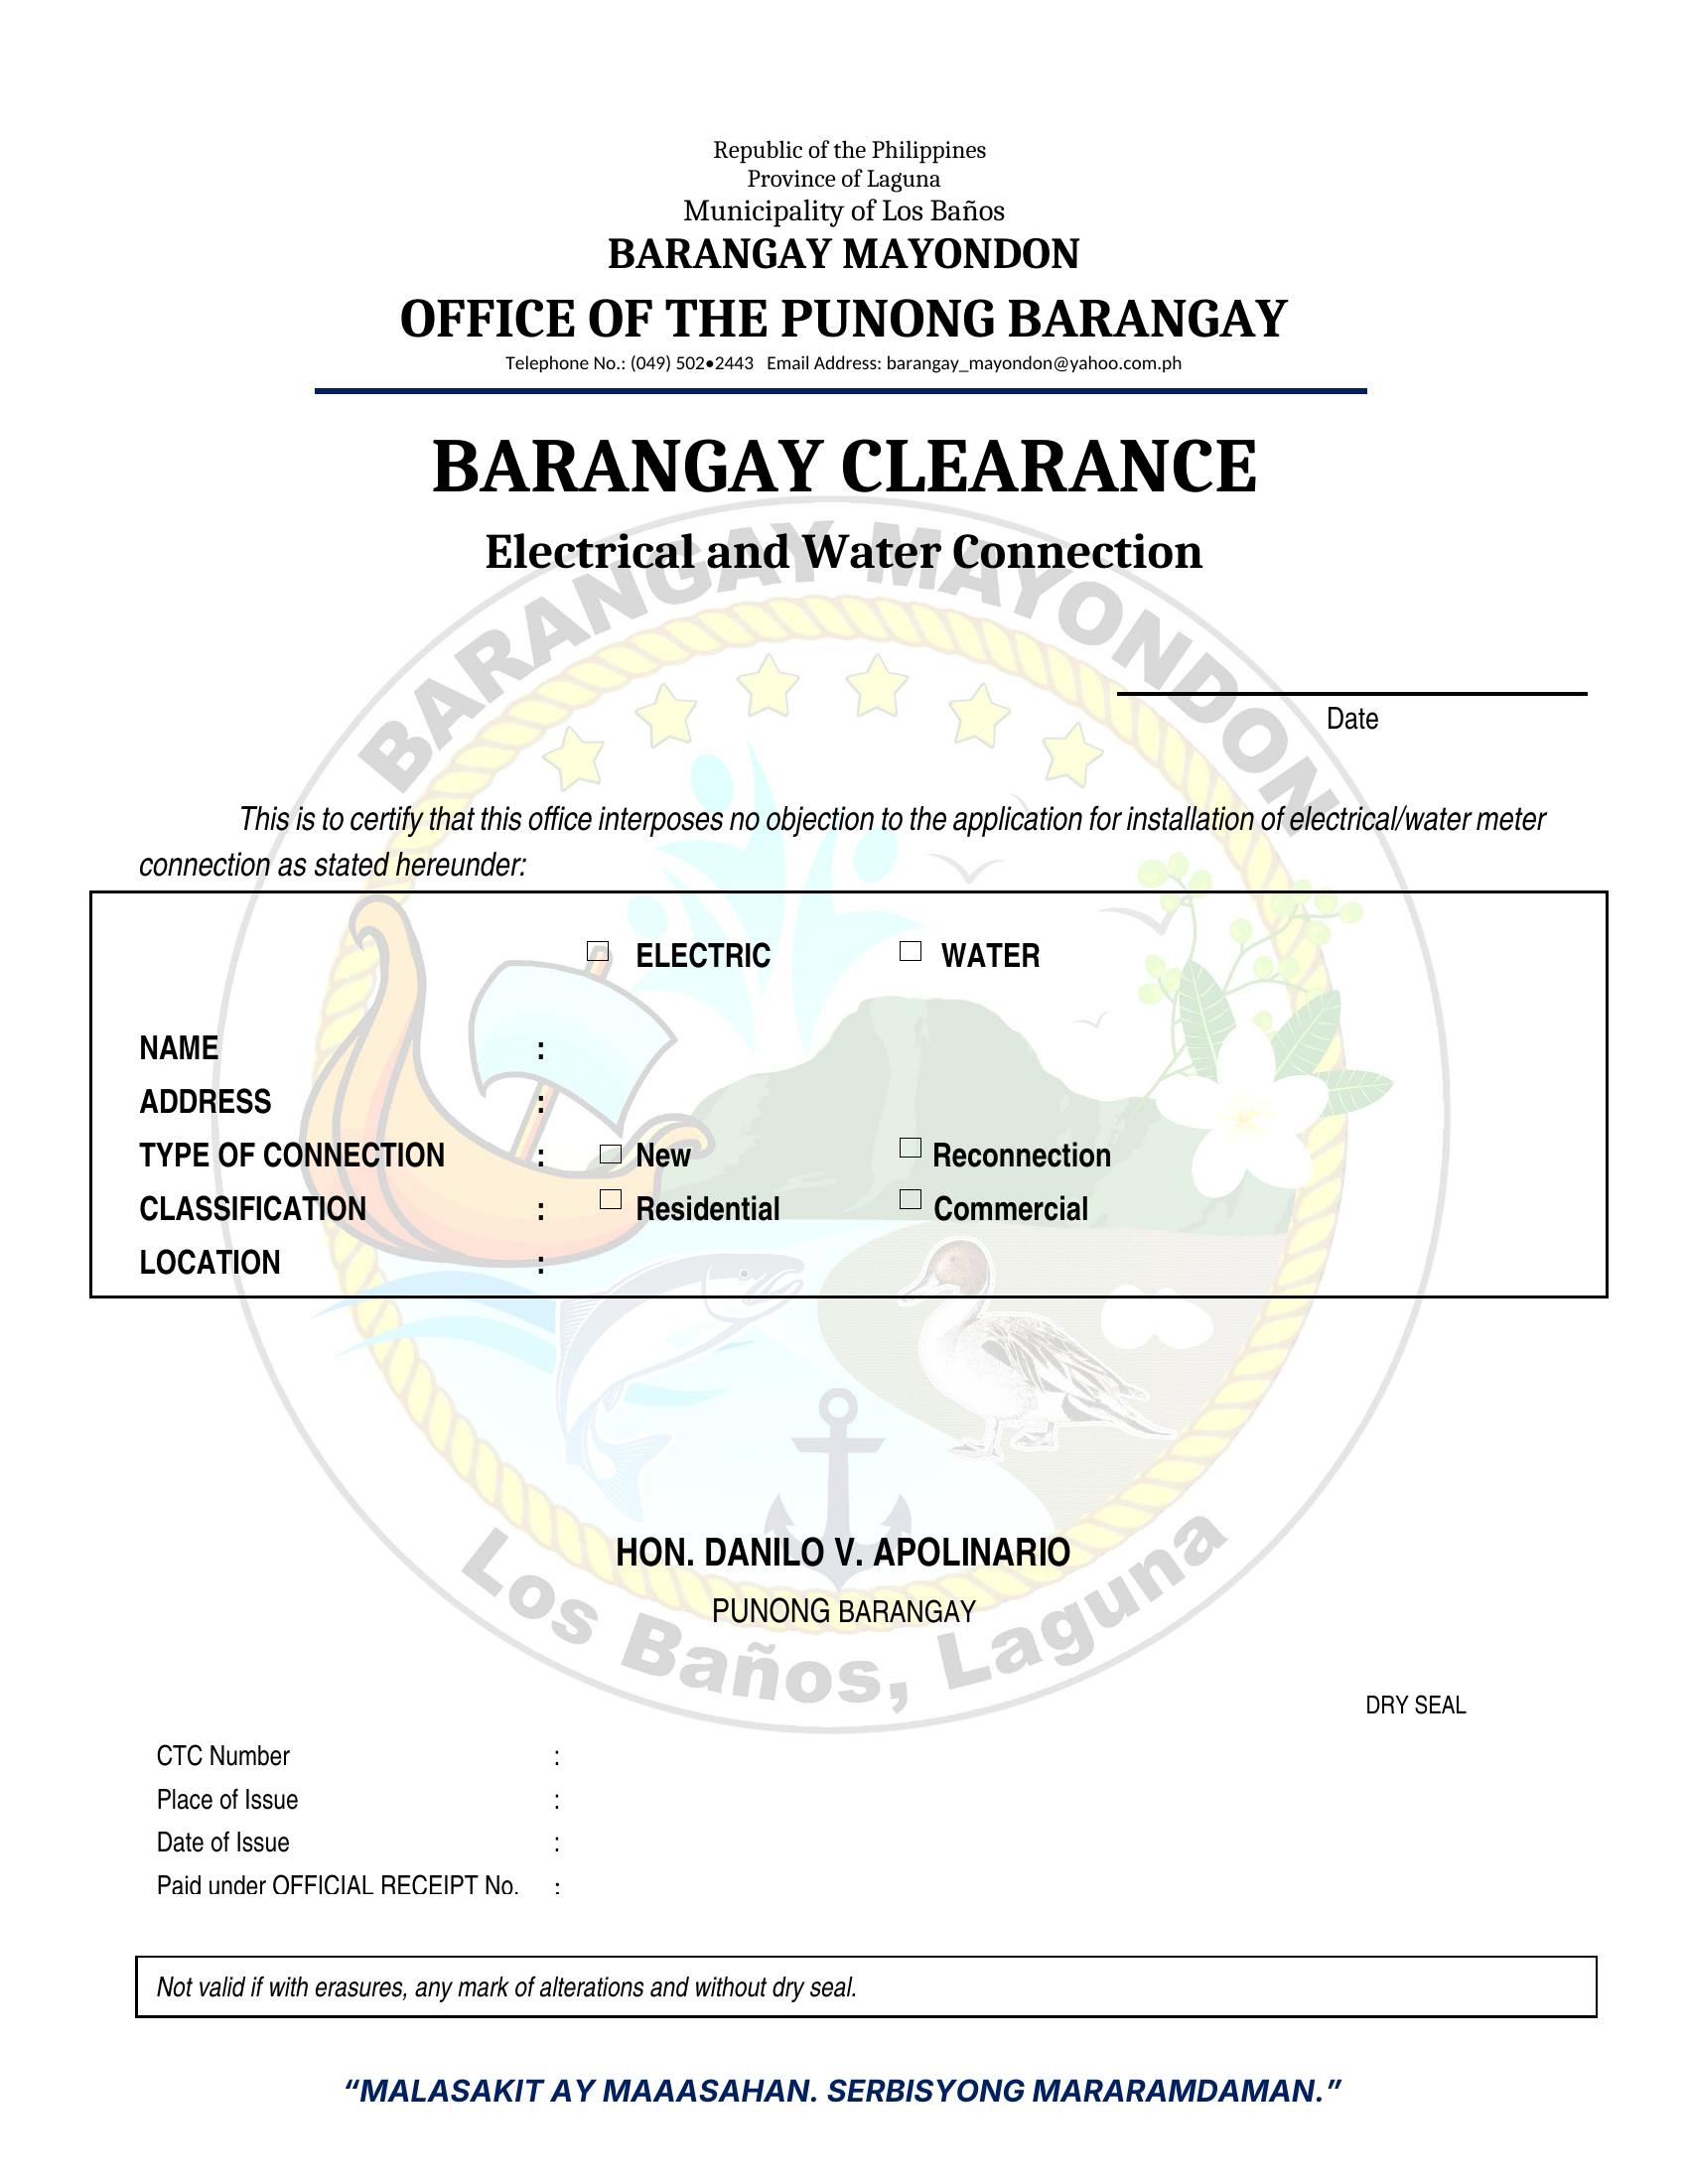 Republic of the Philippines
Province of Laguna
Municipality of Los Baños
BARANGAY MAYONDON
OFFICE OF THE PUNONG BARANGAY
Telephone No.: (049) 502•2443 Email Address: barangay_mayondon@yahoo.com.ph
BARANGAY CLEARANCE
Electrical and Water Connection
BARANGAY MAYONDON
Date
This is to certify that this office interposes no objection to the application for installation of electrical/water meter
connection as stated hereunder:
☐ ELECTRIC ☐ WATER
NAME :
ADDRESS :
TYPE OF CONNECTION : ☐ New ☐ Reconnection
CLASSIFICATION : ☐ Residential ☐ Commercial
LOCATION :
HON. DANILO V. APOLINARIO
PUNONG BARANGAY
Los Baños, Laguna
DRY SEAL
CTC Number :
Place of Issue :
Date of Issue :
Paid under OFFICIAL RECEIPT No. :
Not valid if with erasures, any mark of alterations and without dry seal.
“MALASAKIT AY MAAASAHAN. SERBISYONG MARARAMDAMAN.”